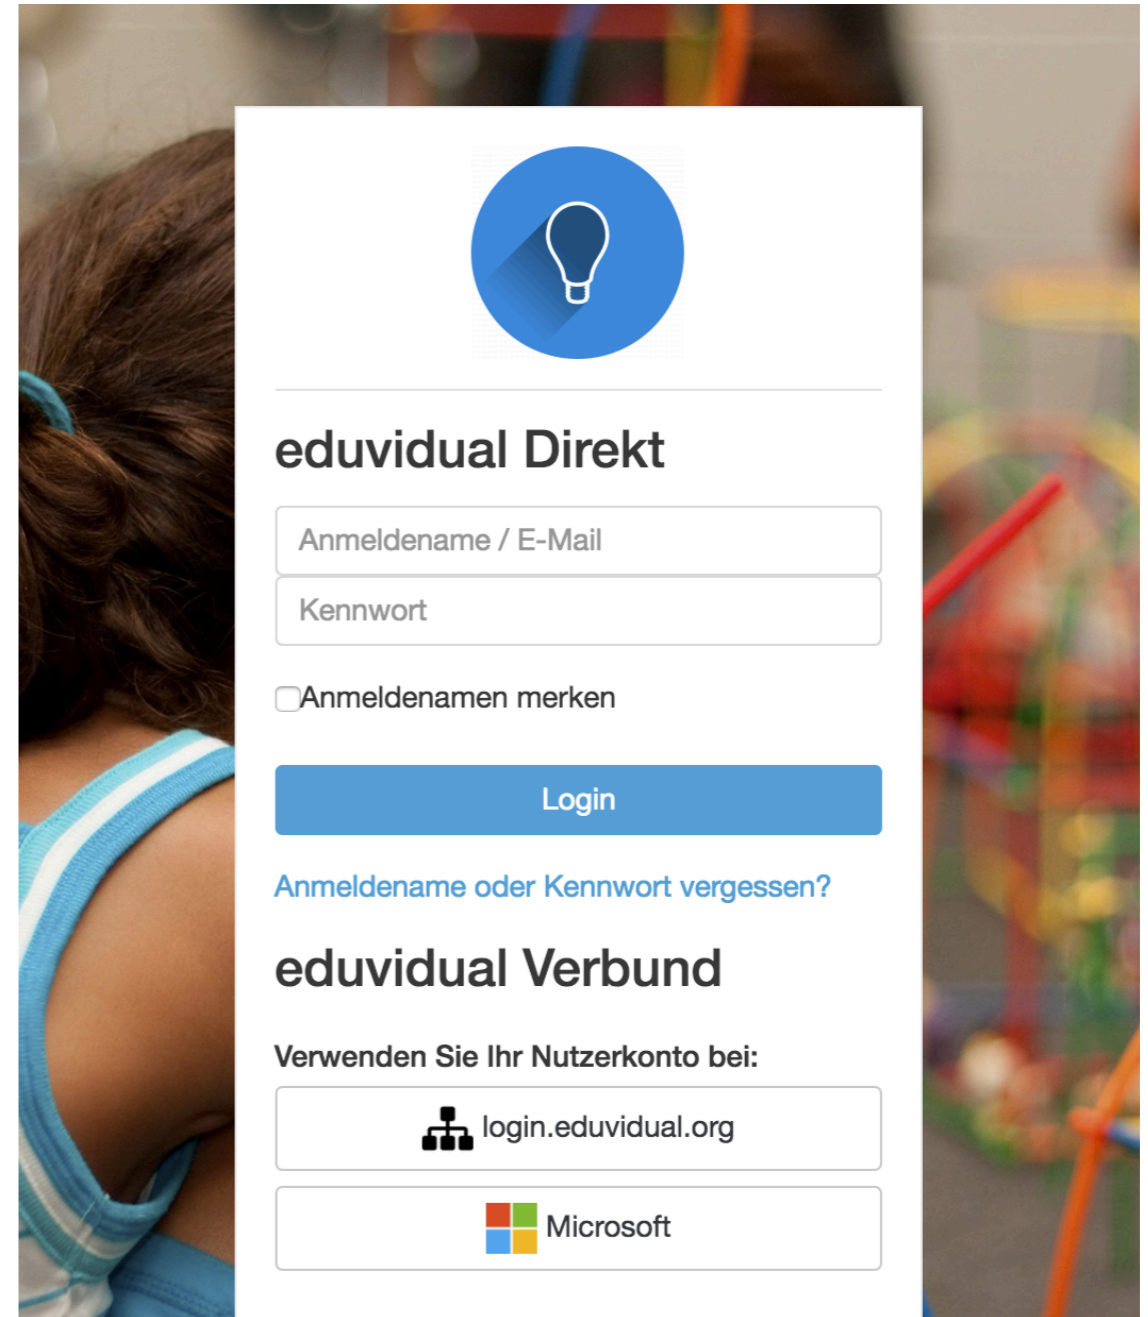 eduvidual Direkt
Anmeldename / E-Mail
Kennwort
Anmeldenamen merken
Login
Anmeldename oder Kennwort vergessen?
eduvidual Verbund
Verwenden Sie Ihr Nutzerkonto bei:
login.eduvidual.org
Microsoft